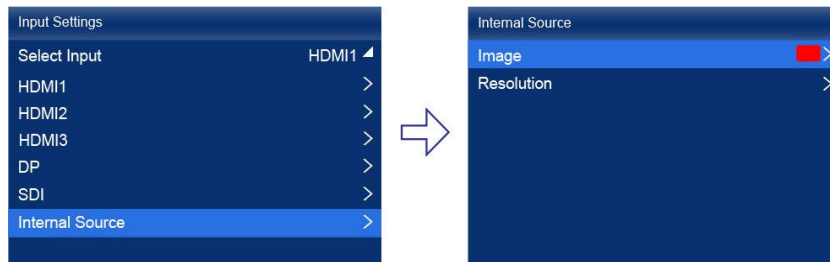 Input Settings
Select Input HDMI1
HDMI1
HDMI2
HDMI3
DP
SDI
Internal Source
Internal Source
Image
Resolution